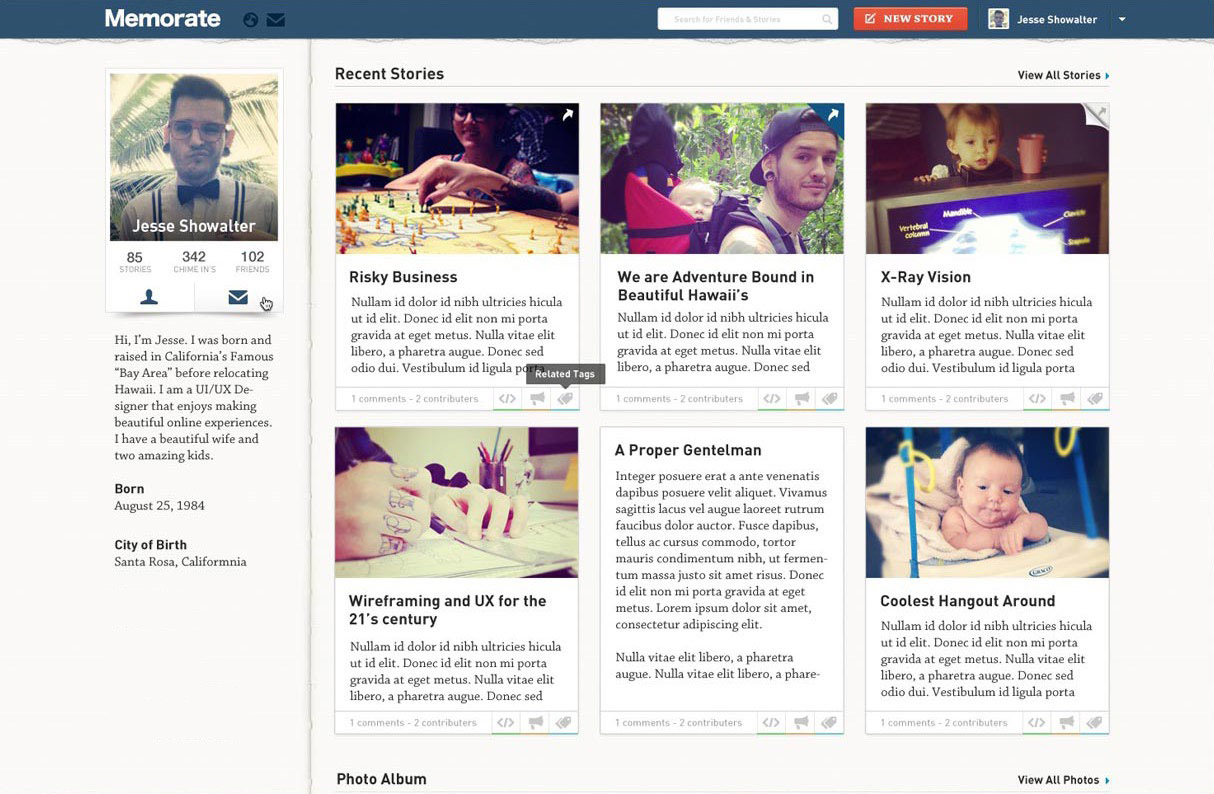 Memorate
Search for Friends & Stories
NEW STORY
Jesse Showalter
Jesse Showalter
85
STORIES
342
CHIME IN'S
102
FRIENDS
Hi, I'm Jesse. I was born and
raised in California's Famous
“Bay Area” before relocating
Hawaii. I am a UI/UX De-
signer that enjoys making
beautiful online experiences.
I have a beautiful wife and
two amazing kids.
Born
August 25, 1984
City of Birth
Santa Rosa, Califormnia
Recent Stories
View All Stories
Risky Business
Nullam id dolor id nibh ultricies hicula
ut id elit. Donec id elit non mi porta
gravida at eget metus. Nulla vitae elit
libero, a pharetra augue. Donec sed
odio dui. Vestibulum id ligula porta
Related Tags
1 comments - 2 contributers
We are Adventure Bound in
Beautiful Hawaii's
Nullam id dolor id nibh ultricies hicula
ut id elit. Donec id elit non mi porta
gravida at eget metus. Nulla vitae elit
libero, a pharetra augue. Donec sed
1 comments - 2 contributers
Mandible
Clavicle
Vertebral
column
Scapula
X-Ray Vision
Nullam id dolor id nibh ultricies hicula
ut id elit. Donec id elit non mi porta
gravida at eget metus. Nulla vitae elit
libero, a pharetra augue. Donec sed
odio dui. Vestibulum id ligula porta
1 comments - 2 contributers
Wireframing and UX for the
21's century
Nullam id dolor id nibh ultricies hicula
ut id elit. Donec id elit non mi porta
gravida at eget metus. Nulla vitae elit
libero, a pharetra augue. Donec sed
1 comments - 2 contributers
A Proper Gentelman
Integer posuere erat a ante venenatis
dapibus posuere velit aliquet. Vivamus
sagittis lacus vel augue laoreet rutrum
faucibus dolor auctor. Fusce dapibus,
tellus ac cursus commodo, tortor
mauris condimentum nibh, ut fermen-
tum massa justo sit amet risus. Donec
id elit non mi porta gravida at eget
metus. Lorem ipsum dolor sit amet,
consectetur adipiscing elit.
Nulla vitae elit libero, a pharetra
augue. Nulla vitae elit libero, a phare-
1 comments - 2 contributers
GRACO
Coolest Hangout Around
Nullam id dolor id nibh ultricies hicula
ut id elit. Donec id elit non mi porta
gravida at eget metus. Nulla vitae elit
libero, a pharetra augue. Donec sed
odio dui. Vestibulum id ligula porta
1 comments - 2 contributers
Photo Album
View All Photos